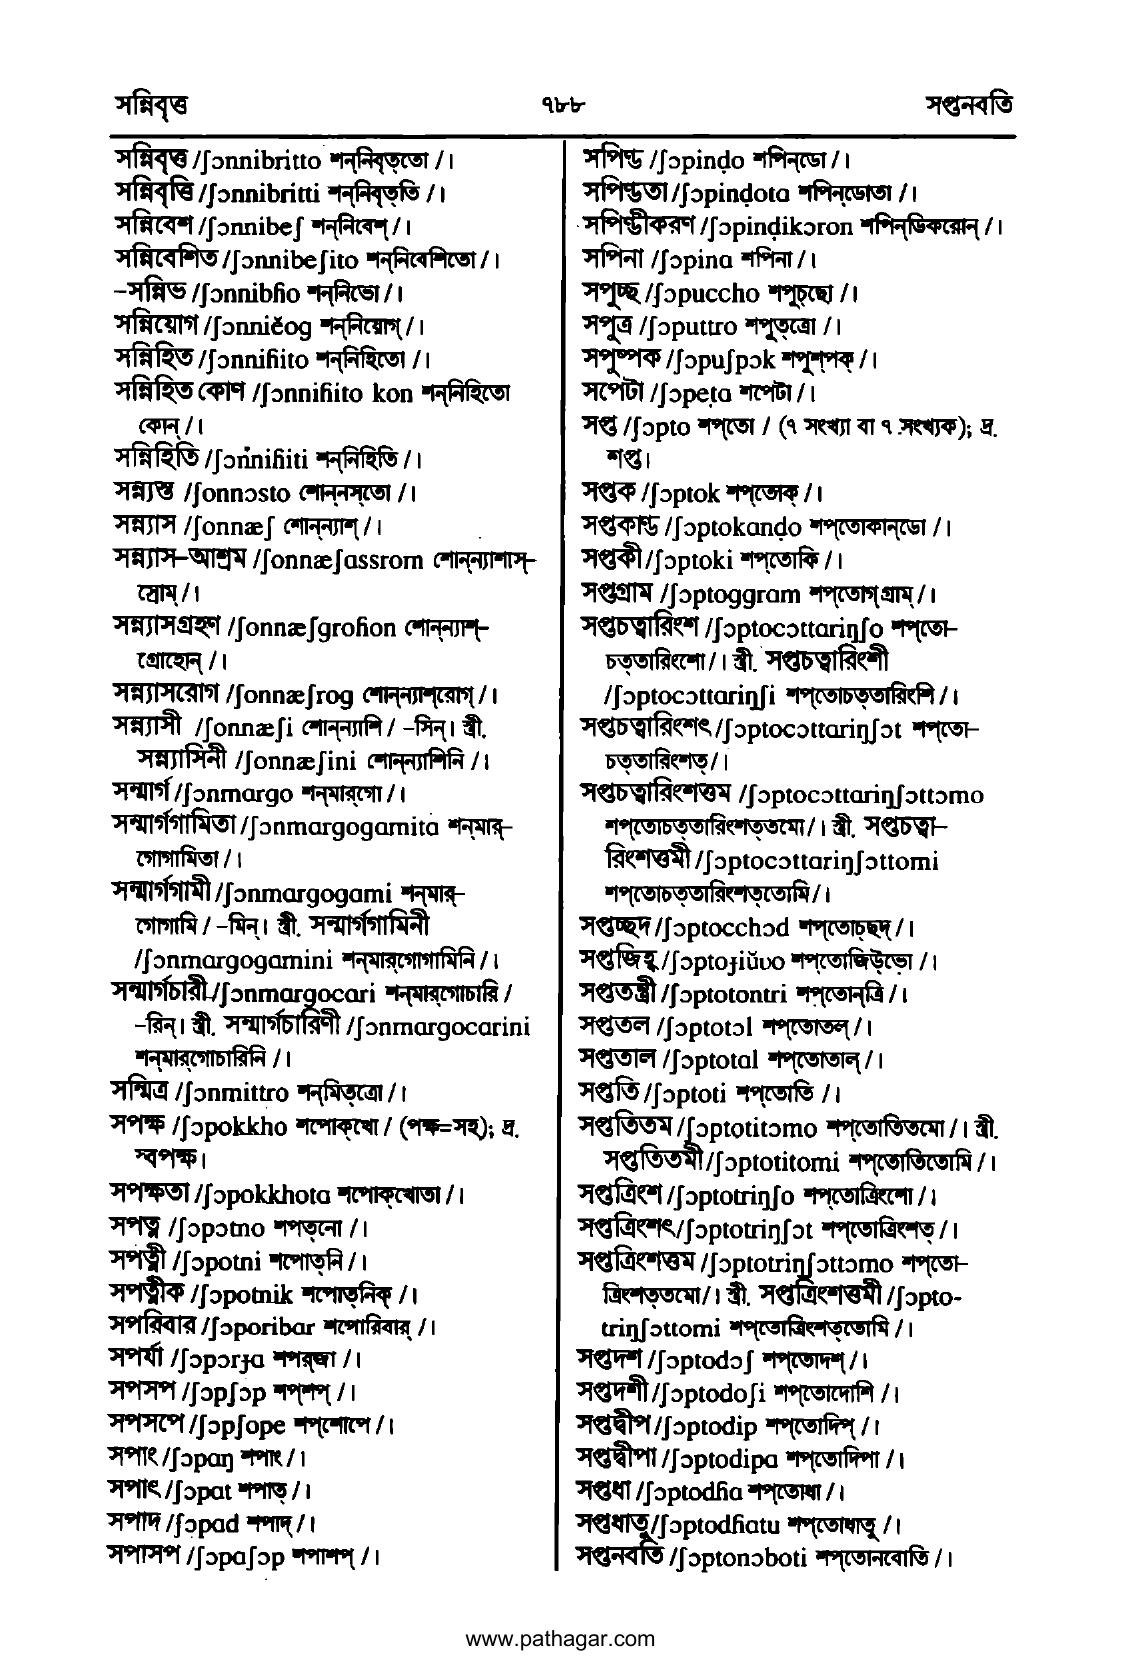 সন্নিবৃত্ত ৭৮৮ সপ্তনবতি
সন্নিবৃত্ত /ʃɔnnibritto শন্‌নিবৃত্‌তো /।
সন্নিবৃত্তি /ʃɔnnibritti শন্‌নিবৃত্‌তি /।
সন্নিবেশ /ʃɔnnibeʃ শন্‌নিবেশ্‌ /।
সন্নিবেশিত /ʃɔnnibeʃito শন্‌নিবেশিতো /।
–সন্নিভ /ʃɔnnibɦo শন্‌নিভো /।
সন্নিযোগ /ʃɔnniĕog শন্‌নিয়োগ্‌ /।
সন্নিহিত /ʃɔnniɦito শন্‌নিহিতো /।
সন্নিহিত কোণ /ʃɔnniɦito kon শন্‌নিহিতো
কোন্‌ /।
সন্নিহিতি /ʃɔnniɦiti শন্‌নিহিতি /।
সন্ন্যস্ত /ʃonnɔsto শোন্‌নস্‌তো /।
সন্ন্যাস /ʃonnæʃ শোন্‌ন্যাশ্‌ /।
সন্ন্যাস–আশ্রম /ʃonnæʃassrom শোন্‌ন্যাশাস্‌–
স্রোম্‌ /।
সন্ন্যাসগ্রহণ /ʃonnæʃgroɦon শোন্‌ন্যাশ্‌–
গ্রোহোন্‌ /।
সন্ন্যাসরোগ /ʃonnæʃrog শোন্‌ন্যাশ্‌রোগ্‌ /।
সন্ন্যাসী /ʃonnæʃi শোন্‌ন্যাশি / –সিন্‌। স্ত্রী.
সন্ন্যাসিনী /ʃonnæʃini শোন্‌ন্যাশিনি /।
সন্মার্গ /ʃɔnmargo শন্‌মার্‌গো /।
সন্মার্গগামিতা /ʃɔnmargogamita শন্‌মার্‌–
গোগামিতা /।
সন্মার্গগামী /ʃɔnmargogami শন্‌মার্‌–
গোগামি / –মিন্‌। স্ত্রী. সন্মার্গগামিনী
/ʃɔnmargogamini শন্‌মার্‌গোগামিনি /।
সন্মার্গচারী /ʃɔnmargocari শন্‌মার্‌গোচারি /
–রিন্‌। স্ত্রী. সন্মার্গচারিণী /ʃɔnmargocarini
শন্‌মার্‌গোচারিনি /।
সন্মিত্র /ʃɔnmittro শন্‌মিত্‌ত্রো /।
সপক্ষ /ʃɔpokkho শপোক্‌খো / (পক্ষ=সহ); দ্র.
স্বপক্ষ।
সপক্ষতা /ʃɔpokkhota শপোক্‌খোতা /।
সপত্ন /ʃɔpɔtno শপত্‌নো /।
সপত্নী /ʃɔpotni শপোত্‌নি /।
সপত্নীক /ʃɔpotnik শপোত্‌নিক্‌ /।
সপরিবার /ʃɔporibar শপোরিবার্‌ /।
সপর্যা /ʃɔpɔrɟa শপর্‌জা /।
সপসপ /ʃɔpʃɔp শপ্‌শপ্‌ /।
সপসপে /ʃɔpʃope শপ্‌শোপে /।
সপাং /ʃɔpaŋ শপাং /।
সপাৎ /ʃɔpat শপাত্‌ /।
সপাদ /ʃɔpad শপাদ্‌ /।
সপাসপ /ʃɔpaʃɔp শপাশপ্‌ /।
সপিণ্ড /ʃɔpinḍo শপিন্‌ডো /।
সপিণ্ডতা /ʃɔpinḍota শপিন্‌ডোতা /।
সপিণ্ডীকরণ /ʃɔpinḍikɔron শপিন্‌ডিকরোন্‌ /।
সপিনা /ʃɔpina শপিনা /।
সপুচ্ছ /ʃɔpuccho শপুচ্‌ছো /।
সপুত্র /ʃɔputtro শপুত্‌ত্রো /।
সপুষ্পক /ʃɔpuʃpɔk শপুশ্‌পক্‌ /।
সপেটা /ʃɔpeṭa শপেটা /।
সপ্ত /ʃɔpto শপ্‌তো / (৭ সংখ্যা বা ৭ সংখ্যক); দ্র.
শপ্ত।
সপ্তক /ʃɔptok শপ্‌তোক্‌ /।
সপ্তকাণ্ড /ʃɔptokanḍo শপ্‌তোকান্‌ডো /।
সপ্তকী /ʃɔptoki শপ্‌তোকি /।
সপ্তগ্রাম /ʃɔptoggram শপ্‌তোগ্‌গ্রাম্‌ /।
সপ্তচত্বারিংশ /ʃɔptocɔttariŋʃo শপ্‌তো–
চত্‌তারিংশো /। স্ত্রী. সপ্তচত্বারিংশী
/ʃɔptocɔttariŋʃi শপ্‌তোচত্‌তারিংশি /।
সপ্তচত্বারিংশৎ /ʃɔptocɔttariŋʃɔt শপ্‌তো–
চত্‌তারিংশত্‌ /।
সপ্তচত্বারিংশত্তম /ʃɔptocɔttariŋʃɔttɔmo
শপ্‌তোচত্‌তারিংশত্‌তমো /। স্ত্রী. সপ্তচত্বা–
রিংশত্তমী /ʃɔptocɔttariŋʃɔttomi
শপ্‌তোচত্‌তারিংশত্‌তোমি /।
সপ্তচ্ছদ /ʃɔptocchɔd শপ্‌তোচ্‌ছদ্‌ /।
সপ্তজিহ্ব /ʃɔptoɟiŭʋo শপ্‌তোজিউ্‌ভো /।
সপ্ততন্ত্রী /ʃɔptotontri শপ্‌তোন্‌ত্রি /।
সপ্ততল /ʃɔptotɔl শপ্‌তোতল্‌ /।
সপ্ততাল /ʃɔptotal শপ্‌তোতাল্‌ /।
সপ্ততি /ʃɔptoti শপ্‌তোতি /।
সপ্ততিতম /ʃɔptotitɔmo শপ্‌তোতিতমো /। স্ত্রী.
সপ্ততিতমী /ʃɔptotitomi শপ্‌তোতিতোমি /।
সপ্তত্রিংশ /ʃɔptotriŋʃo শপ্‌তোত্রিংশো /।
সপ্তত্রিংশৎ /ʃɔptotriŋʃɔt শপ্‌তোত্রিংশত্‌ /।
সপ্তত্রিংশত্তম /ʃɔptotriŋʃɔttɔmo শপ্‌তো–
ত্রিংশত্‌তমো /। স্ত্রী. সপ্তত্রিংশত্তমী /ʃɔpto-
triŋʃɔttomi শপ্‌তোত্রিংশত্‌তোমি /।
সপ্তদশ /ʃɔptodɔʃ শপ্‌তোদশ্‌ /।
সপ্তদশী /ʃɔptodoʃi শপ্‌তোদোশি /।
সপ্তদ্বীপ /ʃɔptodip শপ্‌তোদিপ্‌ /।
সপ্তদ্বীপা /ʃɔptodipa শপ্‌তোদিপা /।
সপ্তধা /ʃɔptodɦa শপ্‌তোধা /।
সপ্তধাতু /ʃɔptodɦatu শপ্‌তোধাতু /।
সপ্তনবতি /ʃɔptonɔboti শপ্‌তোনবোতি /।
www.pathagar.com